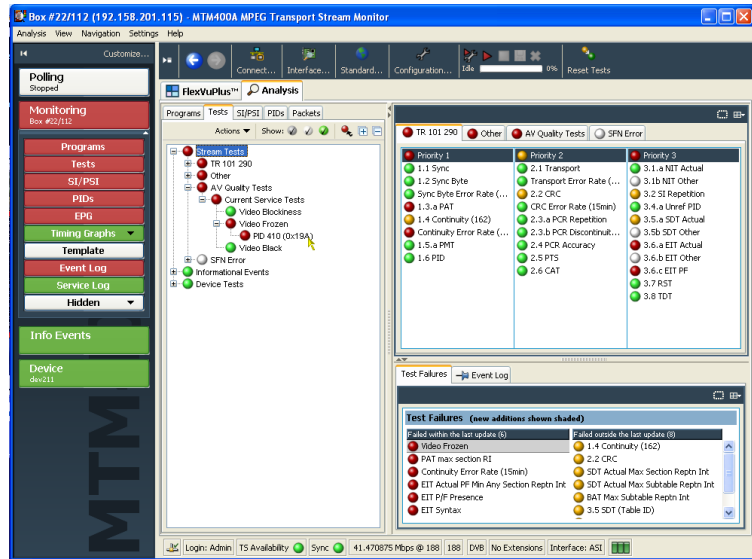 Box #22/112 (192.158.201.115) - MTM400A MPEG Transport Stream Monitor
Analysis View Navigation Settings Help
Customize...
Polling
Stopped
Monitoring
Box #22/112
Programs
Tests
SI/PSI
PIDs
EPG
Timing Graphs
Template
Event Log
Service Log
Hidden
Info Events
Device
dev211
MTM
Connect... Interface... Standard... Configuration... Idle 0% Reset Tests
FlexVuPlus™ Analysis
Programs Tests SI/PSI PIDs Packets
Actions Show:
Stream Tests
TR 101 290
Other
AV Quality Tests
Current Service Tests
Video Blockiness
Video Frozen
PID 410 (0x19A)
Video Black
SFN Error
Informational Events
Device Tests
TR 101 290 Other AV Quality Tests SFN Error
Priority 1
1.1 Sync
1.2 Sync Byte
Sync Byte Error Rate (...
1.3.a PAT
1.4 Continuity (162)
Continuity Error Rate (...
1.5.a PMT
1.6 PID
Priority 2
2.1 Transport
Transport Error Rate (...
2.2 CRC
CRC Error Rate (15min)
2.3.a PCR Repetition
2.3.b PCR Discontinuit...
2.4 PCR Accuracy
2.5 PTS
2.6 CAT
Priority 3
3.1.a NIT Actual
3.1b NIT Other
3.2 SI Repetition
3.4.a Unref PID
3.5.a SDT Actual
3.5b SDT Other
3.6.a EIT Actual
3.6.b EIT Other
3.6.c EIT PF
3.7 RST
3.8 TDT
Test Failures Event Log
Test Failures (new additions shown shaded)
Failed within the last update (6)
Video Frozen
PAT max section RI
Continuity Error Rate (15min)
EIT Actual PF Min Any Section Reptn Int
EIT P/F Presence
EIT Syntax
Failed outside the last update (8)
1.4 Continuity (162)
2.2 CRC
SDT Actual Max Section Reptn Int
SDT Actual Max Subtable Reptn Int
BAT Max Subtable Reptn Int
3.5 SDT (Table ID)
Login: Admin TS Availability Sync 41.470875 Mbps @ 188 188 DVB No Extensions Interface: ASI